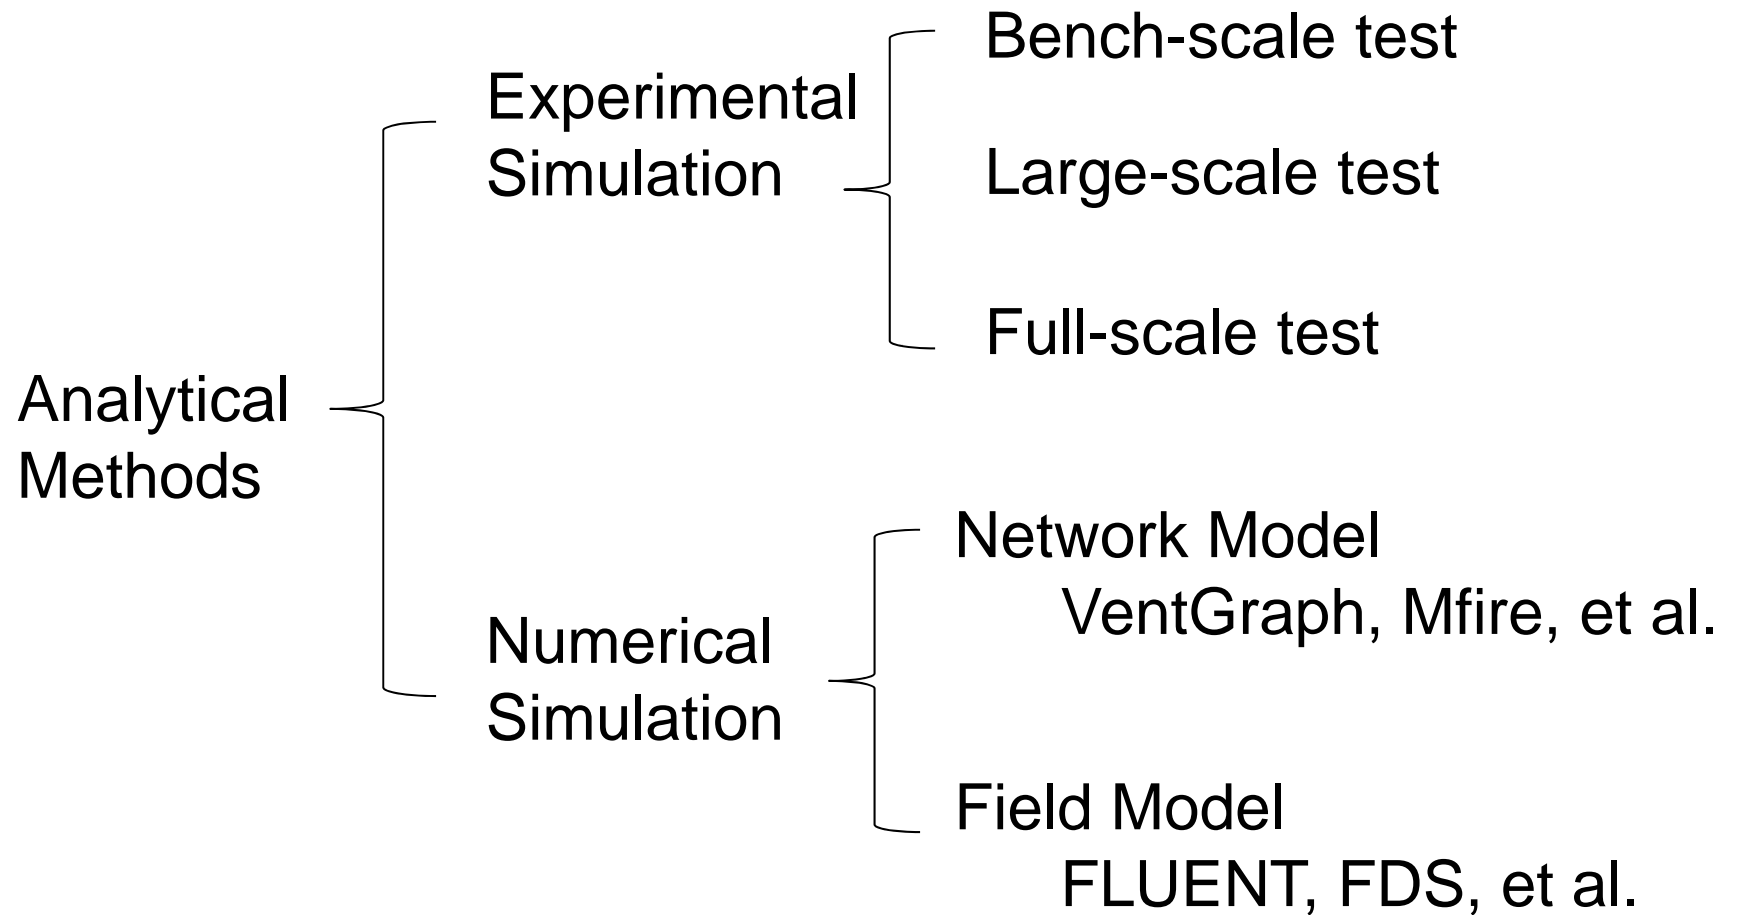 Analytical
Methods
Experimental
Simulation
Bench-scale test
Large-scale test
Full-scale test
Numerical
Simulation
Network Model
VentGraph, Mfire, et al.
Field Model
FLUENT, FDS, et al.